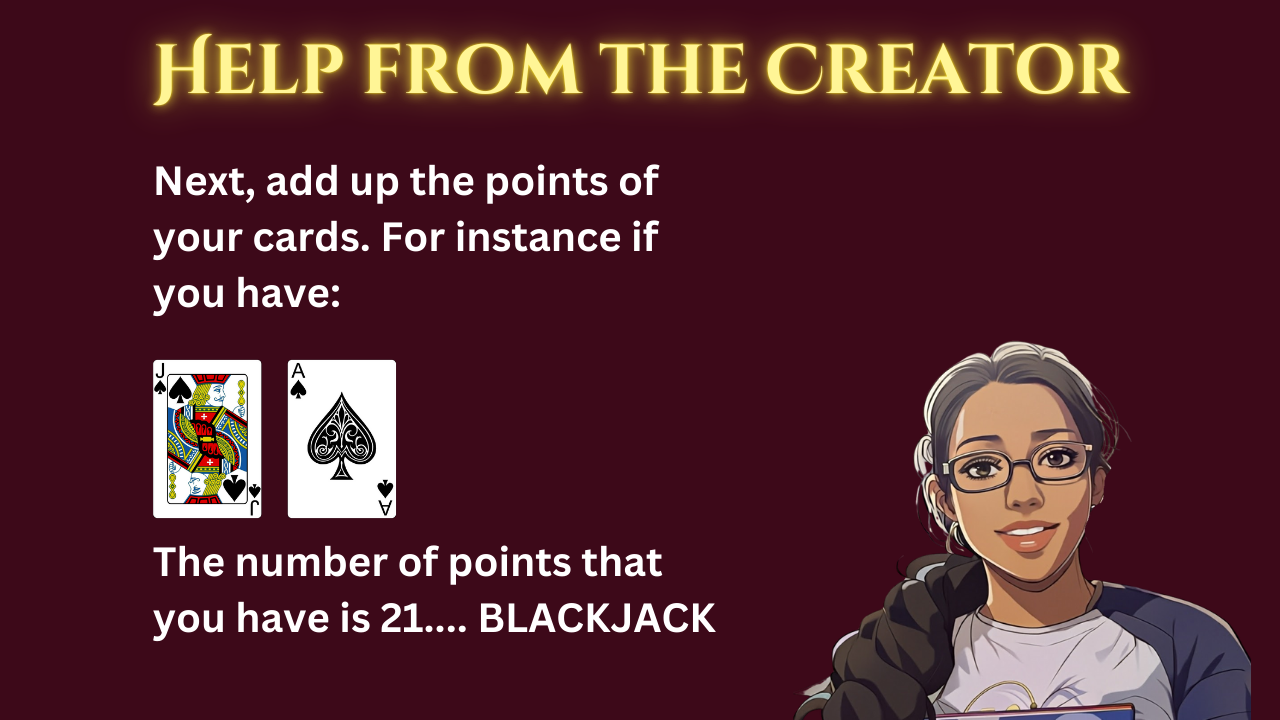 Help from the Creator
Next, add up the points of
your cards. For instance if
you have:
J A
J A
The number of points that
you have is 21.... BLACKJACK